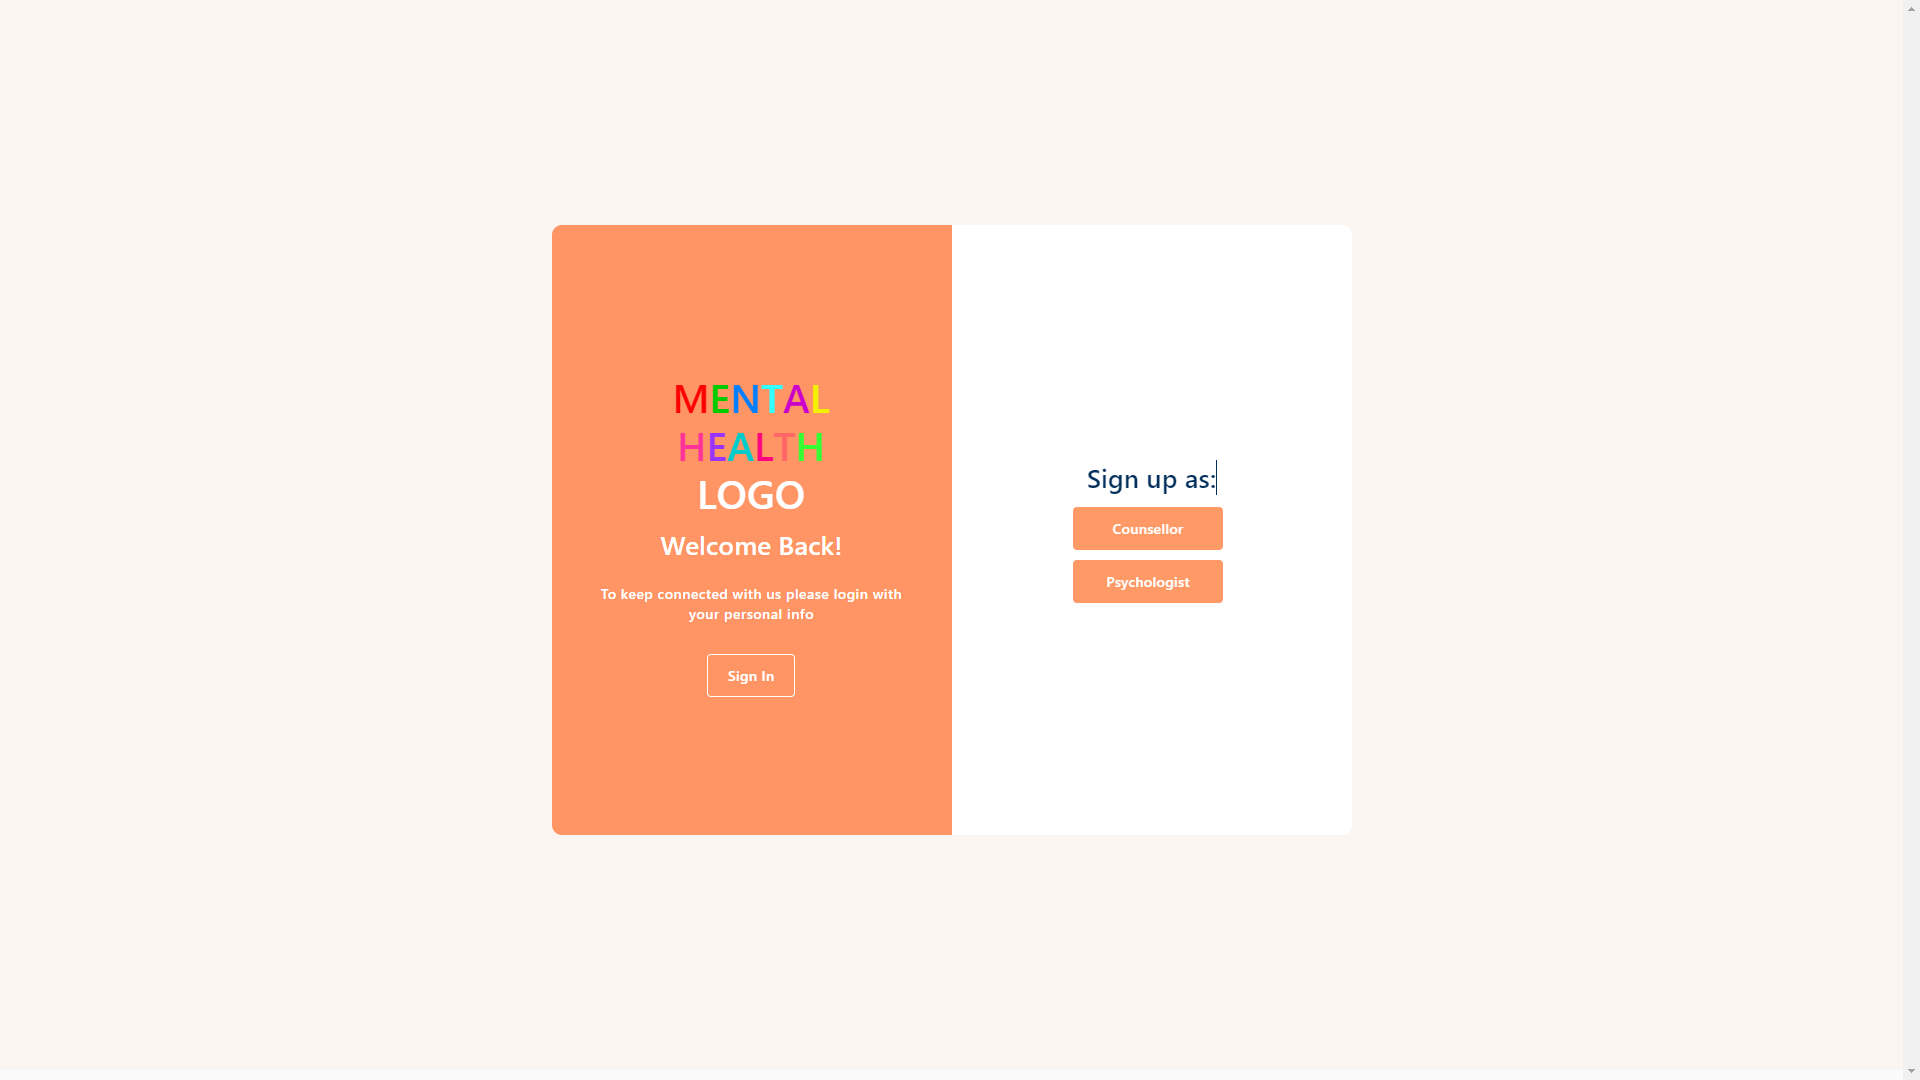 MENTAL
HEALTH
LOGO
Welcome Back!
To keep connected with us please login with
your personal info
Sign In
Sign up as:
Counsellor
Psychologist